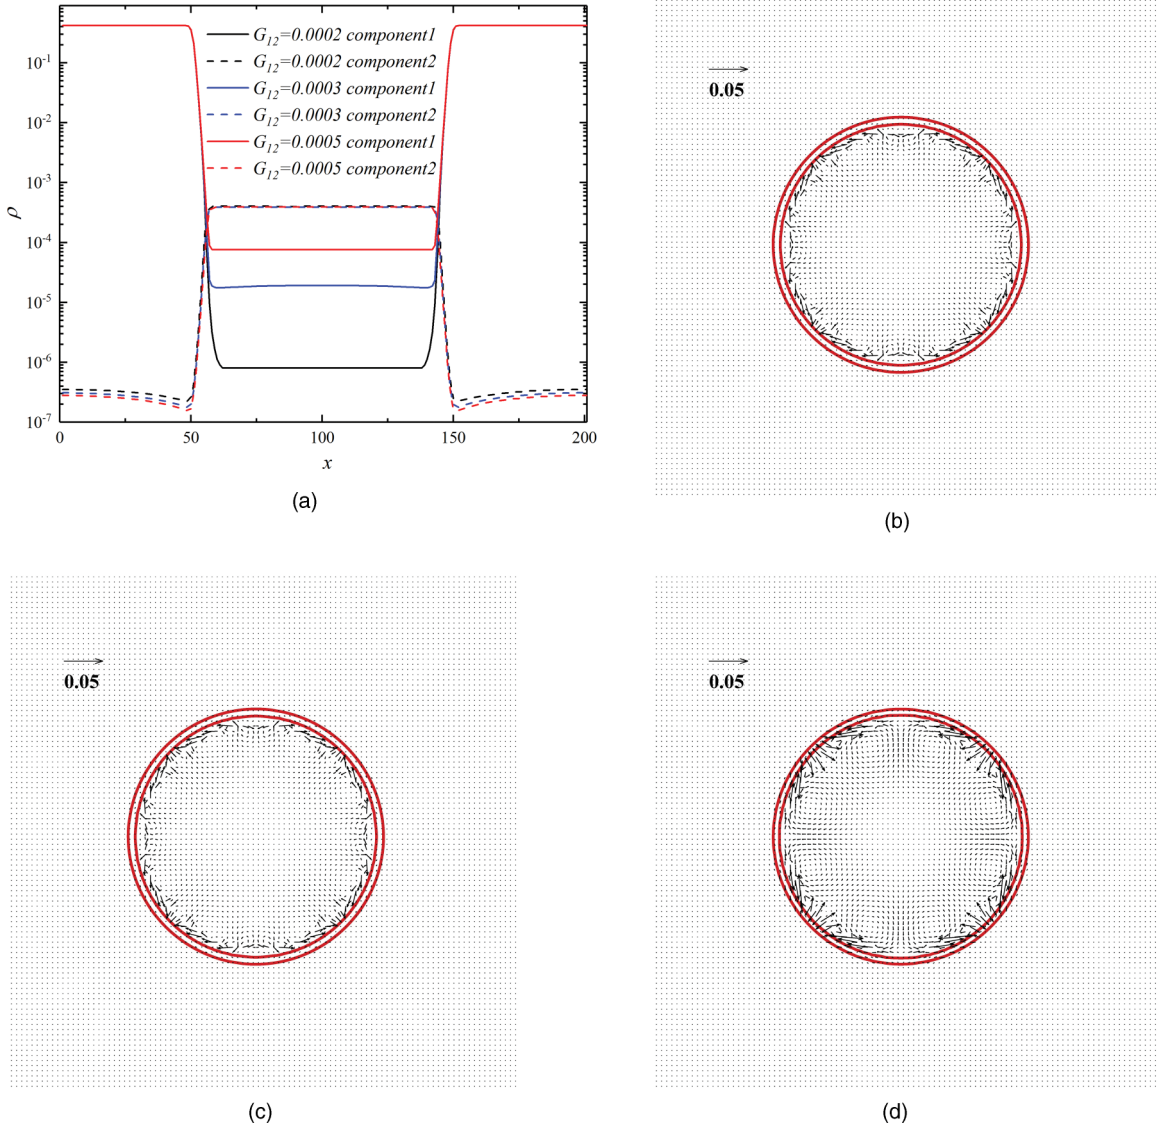 G12=0.0002 component1
G12=0.0002 component2
G12=0.0003 component1
G12=0.0003 component2
G12=0.0005 component1
G12=0.0005 component2
10-1
10-2
10-3
10-4
10-5
10-6
10-7
ρ
0 50 100 150 200
x
(a)
0.05
(b)
0.05
(c)
0.05
(d)